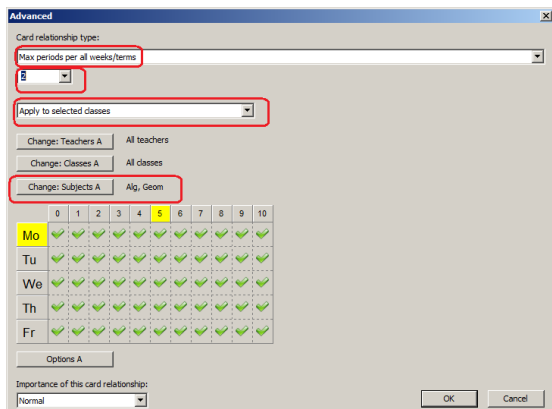 Advanced
Card relationship type:
Max periods per all weeks/terms
2
Apply to selected classes
Change: Teachers A All teachers
Change: Classes A All classes
Change: Subjects A Alg, Geom
0 1 2 3 4 5 6 7 8 9 10
Mo
Tu
We
Th
Fr
Options A
Importance of this card relationship:
Normal
OK Cancel